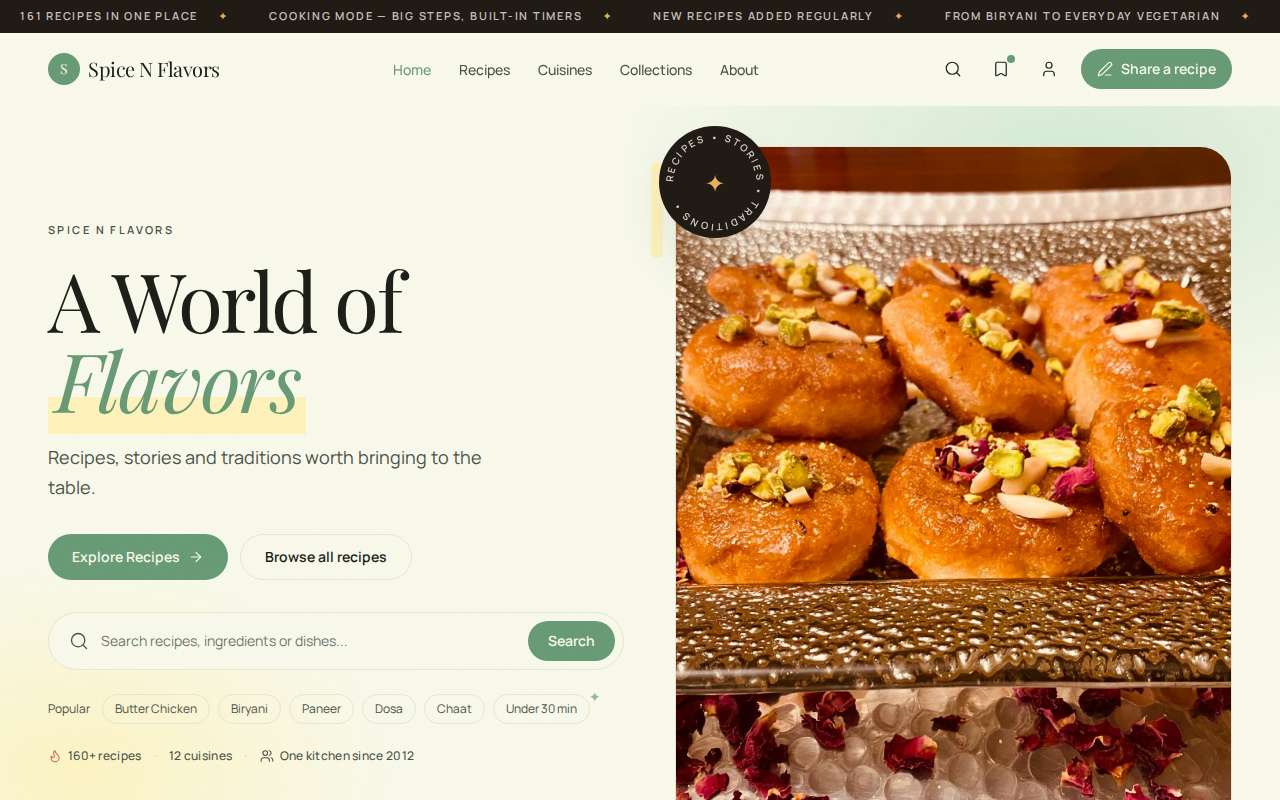 161 RECIPES IN ONE PLACE ✦ COOKING MODE — BIG STEPS, BUILT-IN TIMERS ✦ NEW RECIPES ADDED REGULARLY ✦ FROM BIRYANI TO EVERYDAY VEGETARIAN ✦
S Spice N Flavors Home Recipes Cuisines Collections About Share a recipe
RECIPES • STORIES • TRADITIONS •
SPICE N FLAVORS
A World of
Flavors
Recipes, stories and traditions worth bringing to the
table.
Explore Recipes → Browse all recipes
Search recipes, ingredients or dishes... Search
Popular Butter Chicken Biryani Paneer Dosa Chaat Under 30 min
160+ recipes · 12 cuisines · One kitchen since 2012